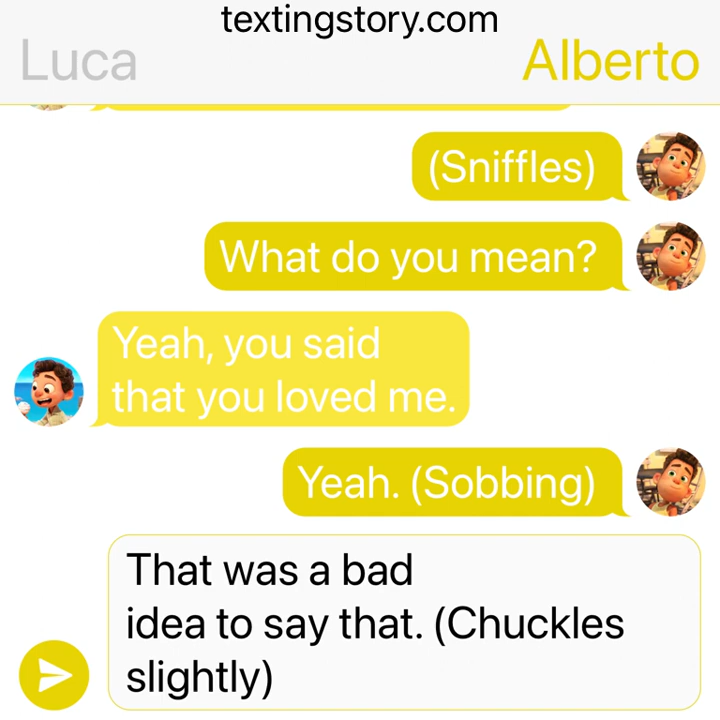 textingstory.com
Luca
Alberto
(Sniffles)
What do you mean?
Yeah, you said
that you loved me.
Yeah. (Sobbing)
That was a bad
idea to say that. (Chuckles
slightly)